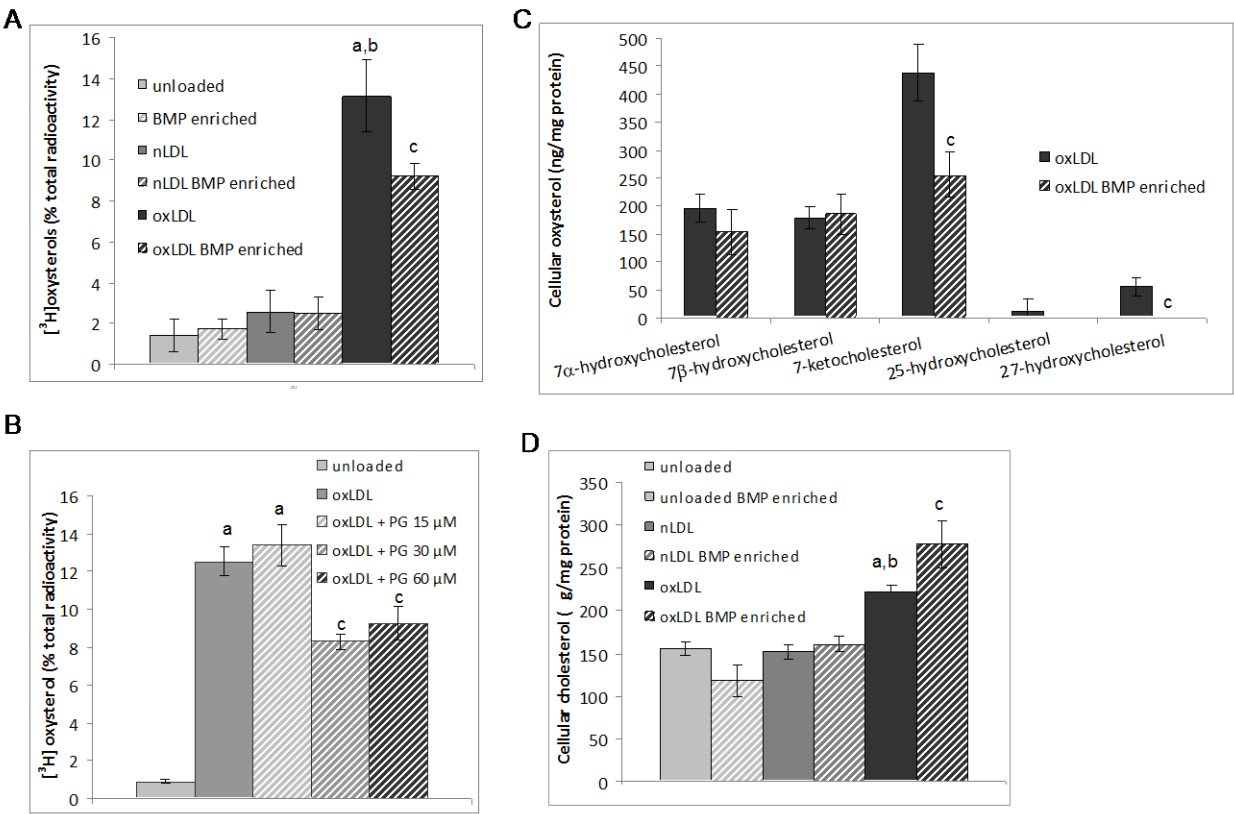 A
[³H]oxysterols (% total radioactivity)
16
14
12
10
8
6
4
2
0
unloaded
BMP enriched
nLDL
nLDL BMP enriched
oxLDL
oxLDL BMP enriched
a,b
c
B
[³H] oxysterol (% total radioactivity)
16
14
12
10
8
6
4
2
0
unloaded
oxLDL
oxLDL + PG 15 µM
oxLDL + PG 30 µM
oxLDL + PG 60 µM
a
a
c
c
C
Cellular oxysterol (ng/mg protein)
500
450
400
350
300
250
200
150
100
50
0
c
c
oxLDL
oxLDL BMP enriched
7α-hydroxycholesterol
7β-hydroxycholesterol
7-ketocholesterol
25-hydroxycholesterol
27-hydroxycholesterol
D
Cellular cholesterol ( g/mg protein)
350
300
250
200
150
100
50
0
unloaded
unloaded BMP enriched
nLDL
nLDL BMP enriched
oxLDL
oxLDL BMP enriched
a,b
c